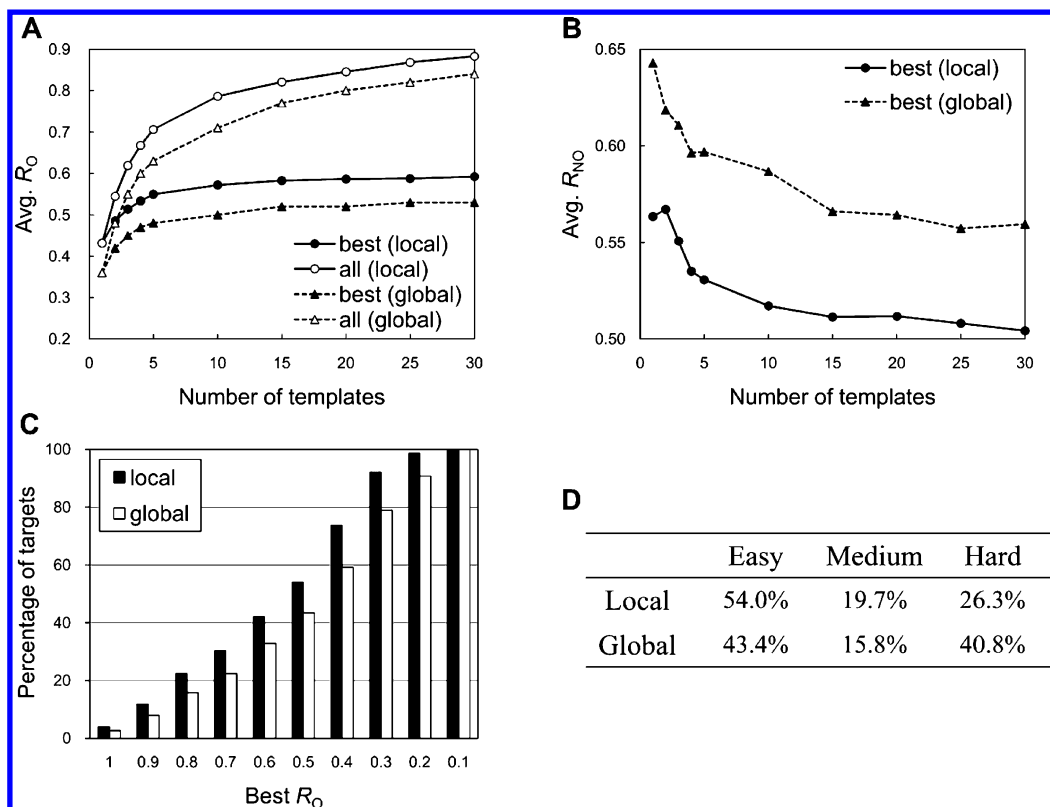 A
0.9
0.8
0.7
0.6
0.5
0.4
0.3
0.2
Avg. RO
0 5 10 15 20 25 30
Number of templates
best (local)
all (local)
best (global)
all (global)
B
0.65
0.60
0.55
0.50
Avg. RNO
0 5 10 15 20 25 30
Number of templates
best (local)
best (global)
C
100
80
60
40
20
0
Percentage of targets
local
global
1 0.9 0.8 0.7 0.6 0.5 0.4 0.3 0.2 0.1
Best RO
D
Easy Medium Hard
Local 54.0% 19.7% 26.3%
Global 43.4% 15.8% 40.8%